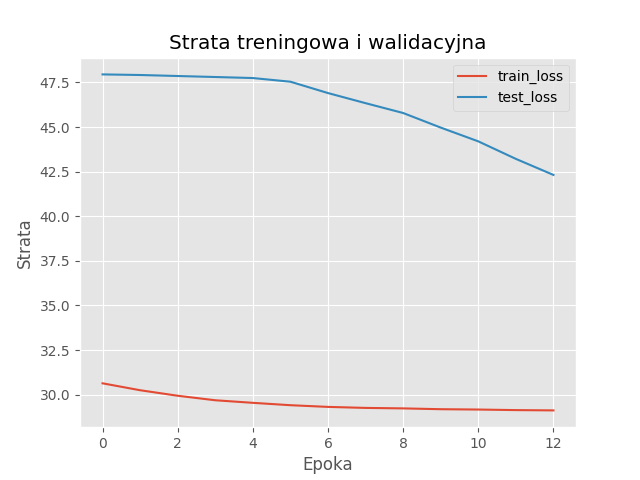 Strata treningowa i walidacyjna
train_loss
test_loss
47.5
45.0
42.5
40.0
37.5
35.0
32.5
30.0
Strata
0 2 4 6 8 10 12
Epoka